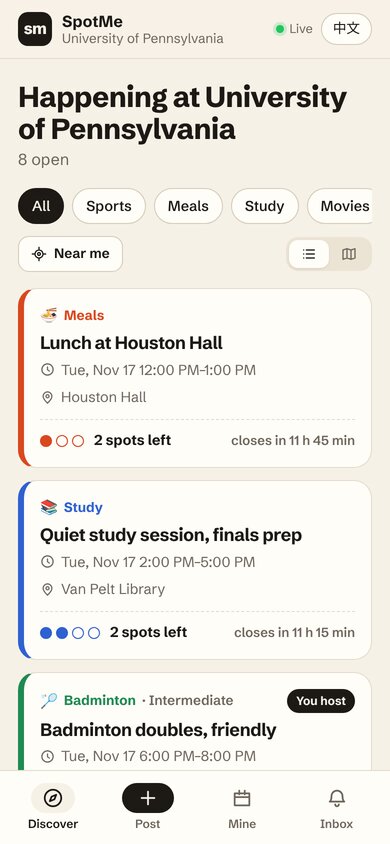 sm
SpotMe
University of Pennsylvania
Live
中文
Happening at University
of Pennsylvania
8 open
All
Sports
Meals
Study
Movies
Near me
Meals
Lunch at Houston Hall
Tue, Nov 17 12:00 PM–1:00 PM
Houston Hall
2 spots left
closes in 11 h 45 min
Study
Quiet study session, finals prep
Tue, Nov 17 2:00 PM–5:00 PM
Van Pelt Library
2 spots left
closes in 11 h 15 min
Badminton · Intermediate
You host
Badminton doubles, friendly
Tue, Nov 17 6:00 PM–8:00 PM
Discover
Post
Mine
Inbox